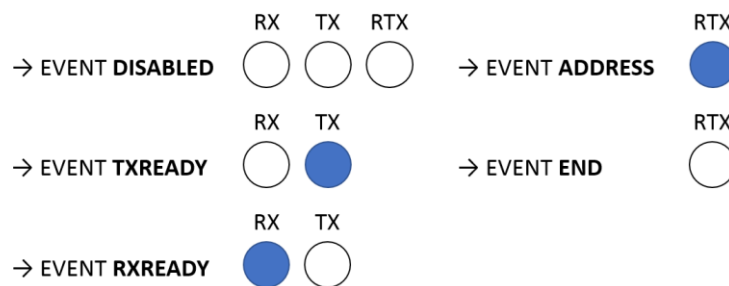 RX TX RTX
→ EVENT DISABLED
RTX
→ EVENT ADDRESS
RX TX
→ EVENT TXREADY
RTX
→ EVENT END
RX TX
→ EVENT RXREADY